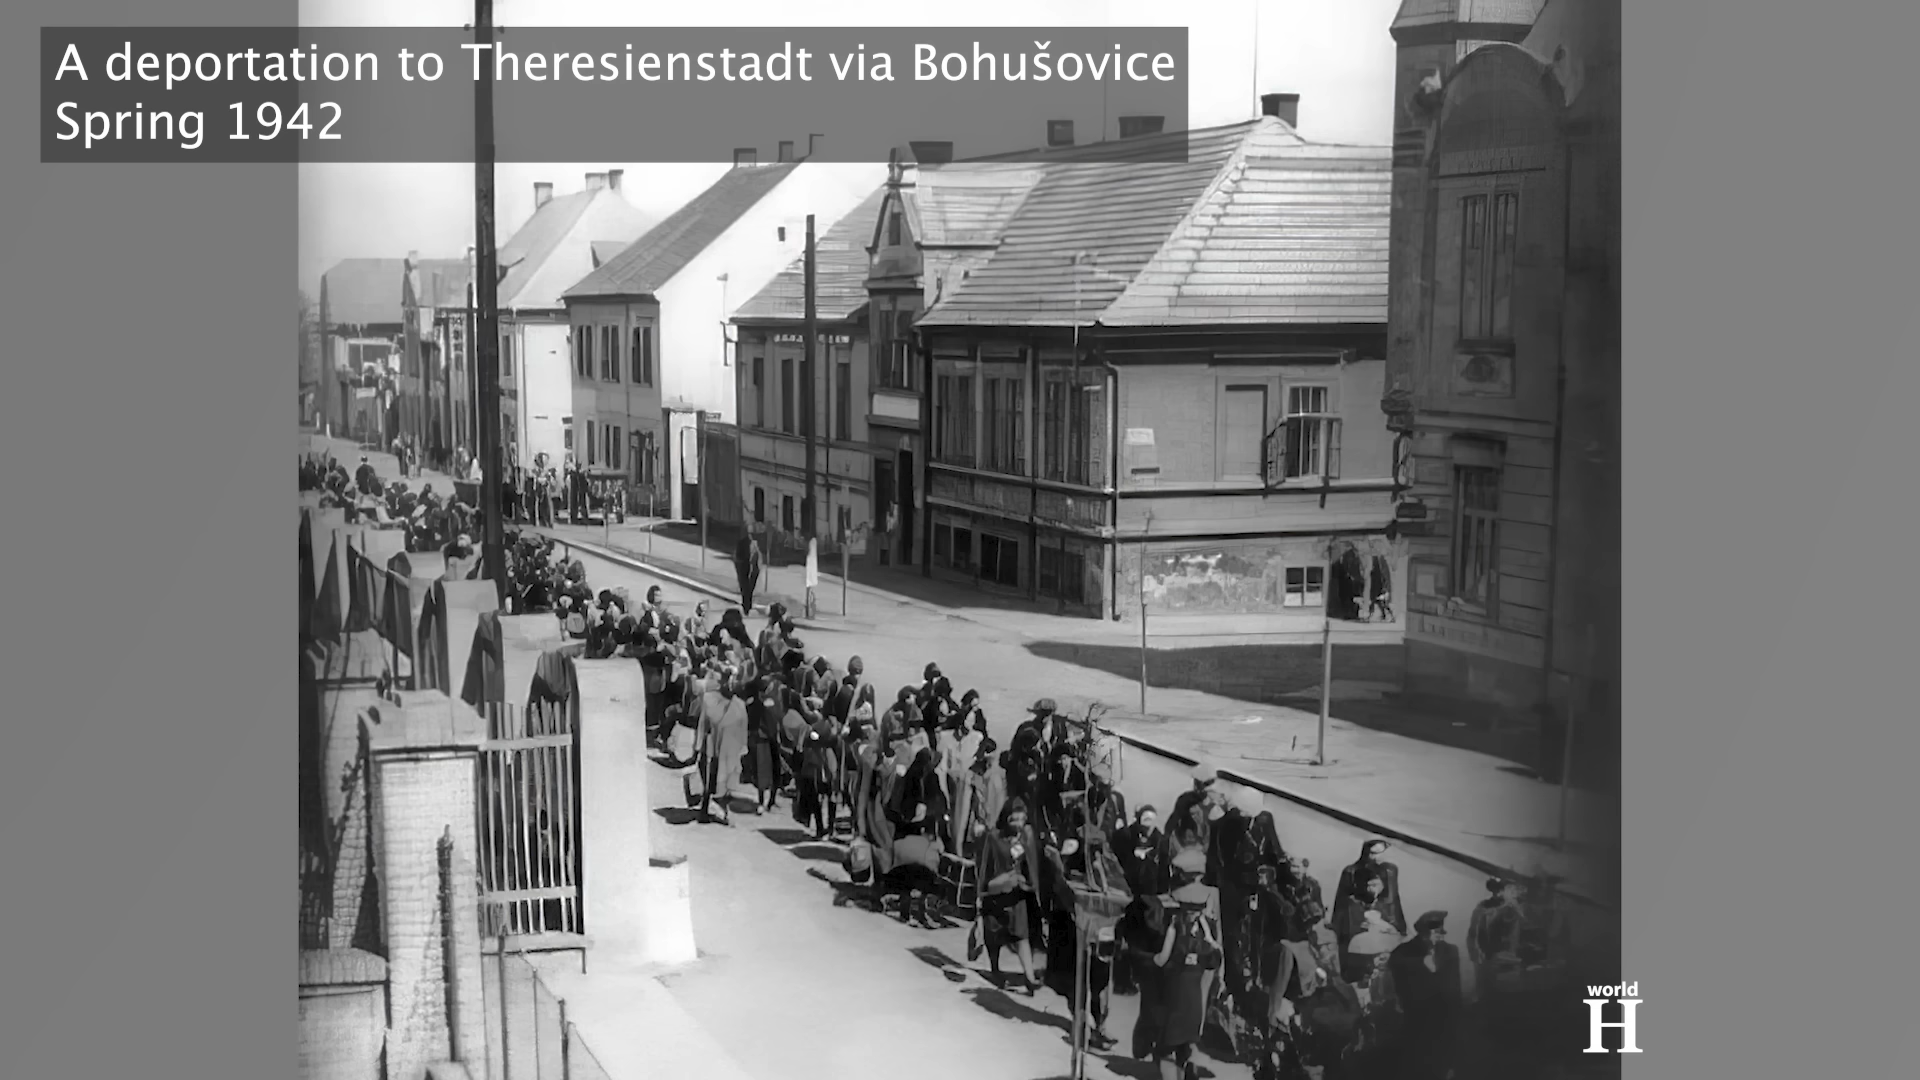 A deportation to Theresienstadt via Bohušovice
Spring 1942
world
H